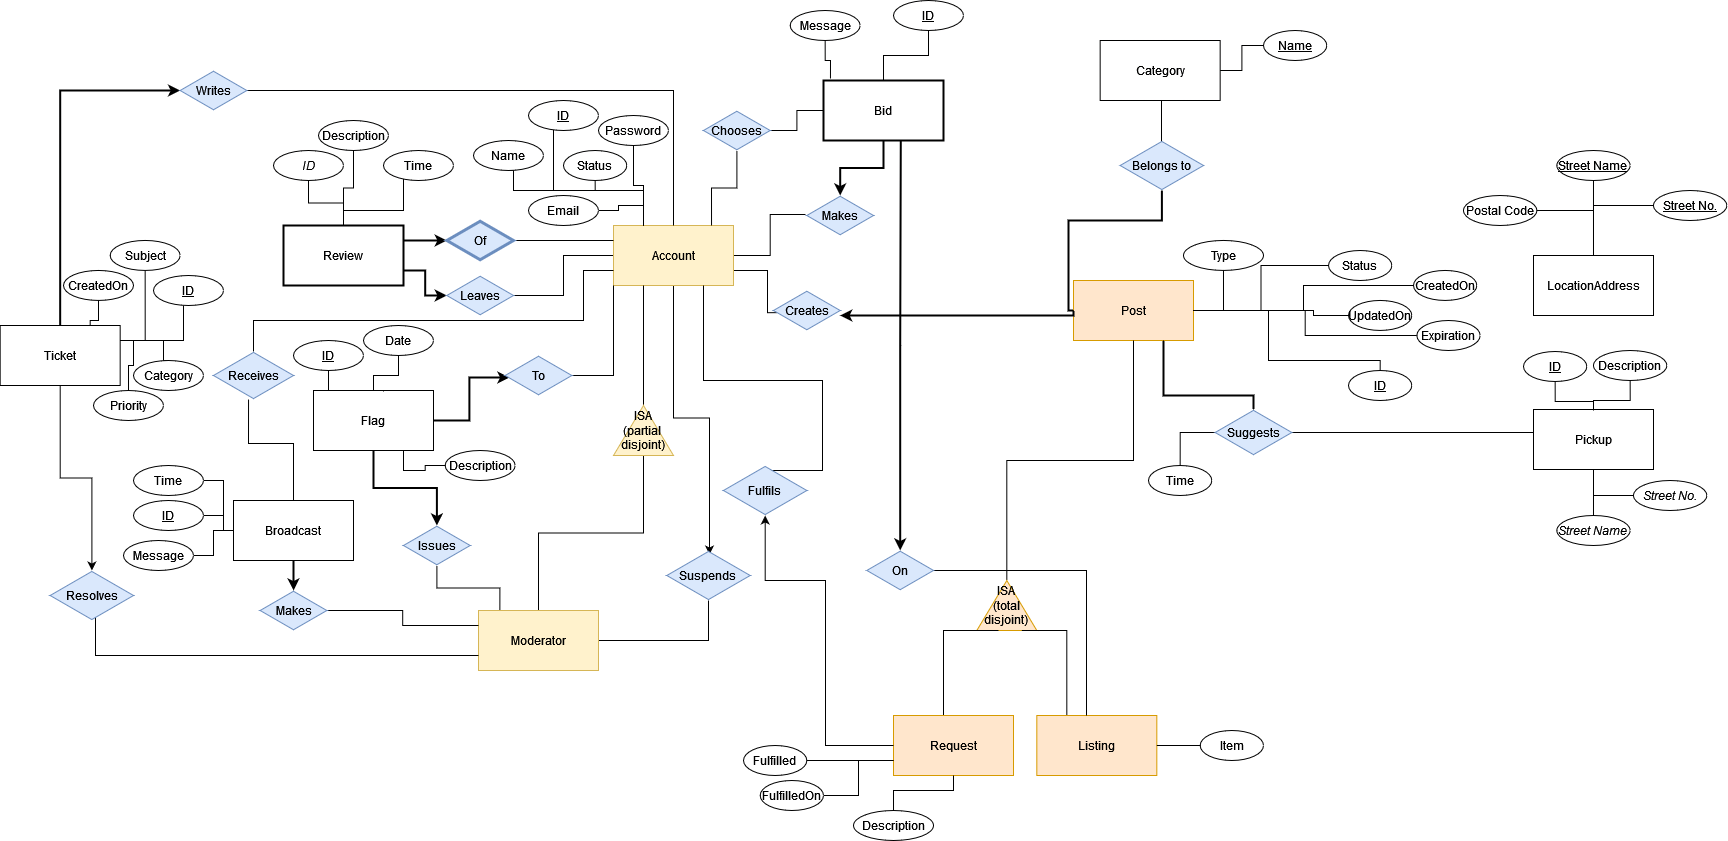 Message
ID
Category
Name
Writes
Bid
Chooses
ID
Password
Description
ID
Time
Name
Status
Email
Belongs to
Street Name
Postal Code
Street No.
Makes
Review
Of
Account
Leaves
Creates
Subject
CreatedOn
ID
Ticket
Category
Priority
Type
Status
CreatedOn
UpdatedOn
Expiration
ID
Post
LocationAddress
Receives
ID
Date
To
Flag
Description
ISA
(partial
disjoint)
ID
Description
Suggests
Pickup
Time
Street No.
Street Name
Time
ID
Message
Broadcast
Issues
Fulfils
Resolves
Makes
Moderator
Suspends
On
ISA
(total
disjoint)
Request
Listing
Item
Fulfilled
FulfilledOn
Description